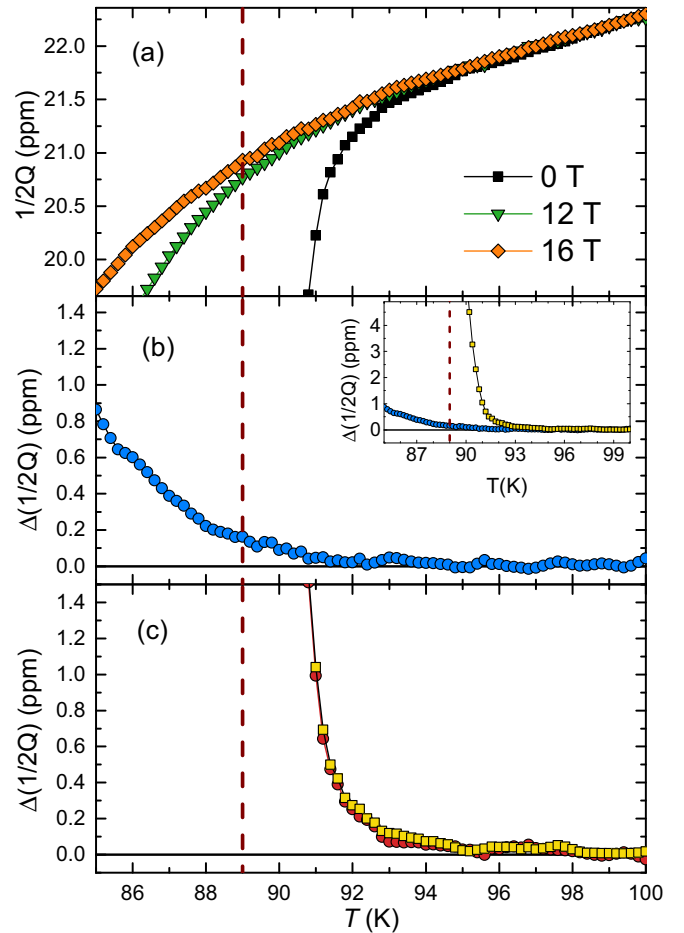 (a)
22.0
21.5
21.0
20.5
20.0
1/2Q (ppm)
0 T
12 T
16 T
(b)
1.4
1.2
1.0
0.8
0.6
0.4
0.2
0.0
Δ(1/2Q) (ppm)
4
3
2
1
0
Δ(1/2Q) (ppm)
87 90 93 96 99
T(K)
(c)
1.4
1.2
1.0
0.8
0.6
0.4
0.2
0.0
Δ(1/2Q) (ppm)
86 88 90 92 94 96 98 100
T (K)